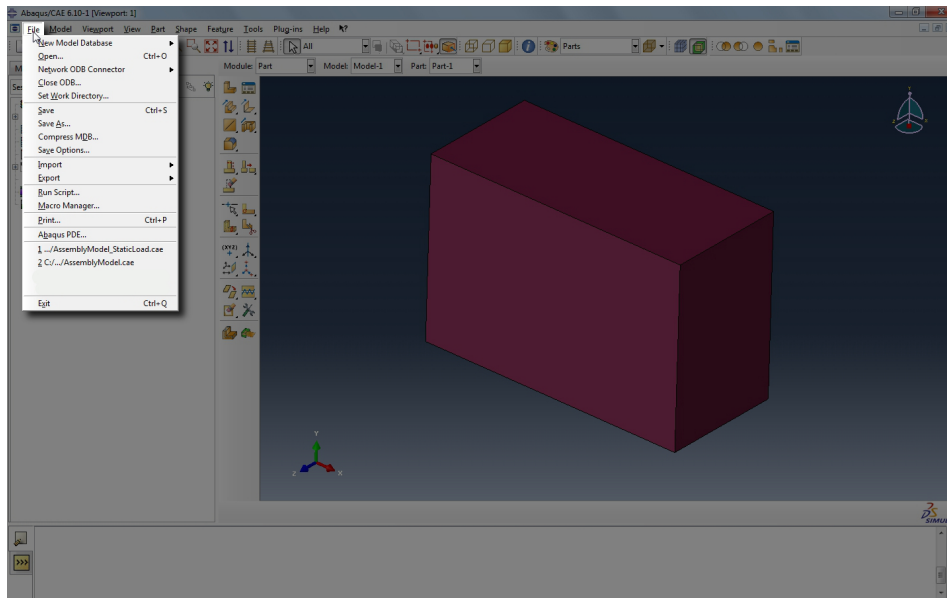 Abaqus/CAE 6.10-1 [Viewport: 1]
File Model Viewport View Part Shape Feature Tools Plug-ins Help
New Model Database
Open... Ctrl+O
Network ODB Connector
Close ODB...
Set Work Directory...
Save Ctrl+S
Save As...
Compress MDB...
Save Options...
Import
Export
Run Script...
Macro Manager...
Print... Ctrl+P
Abaqus PDE...
1 .../AssemblyModel_StaticLoad.cae
2 C:/.../AssemblyModel.cae
Exit Ctrl+Q
All
Parts
Module: Part Model: Model-1 Part: Part-1
(XYZ)
Y
Z X
SIMUL
>>>